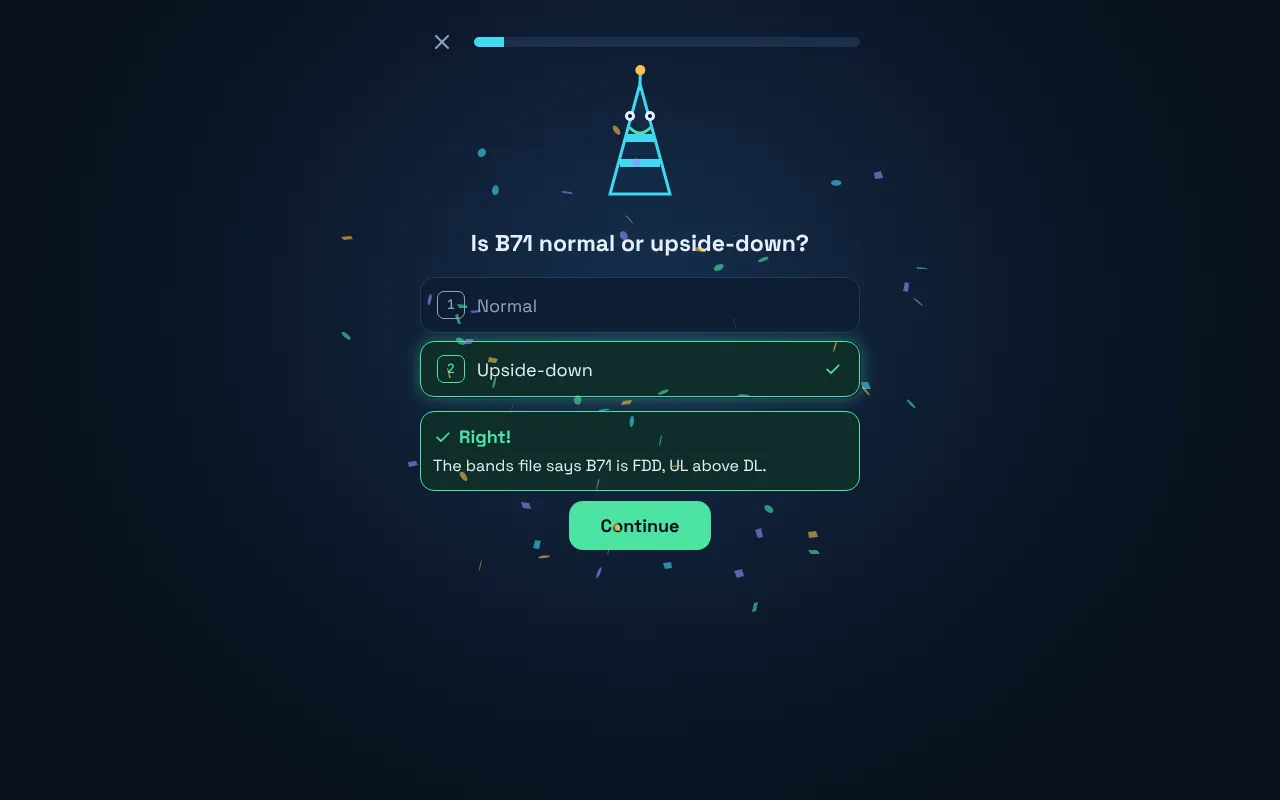 Is B71 normal or upside-down?
1 Normal
2 Upside-down
Right!
The bands file says B71 is FDD, UL above DL.
Continue